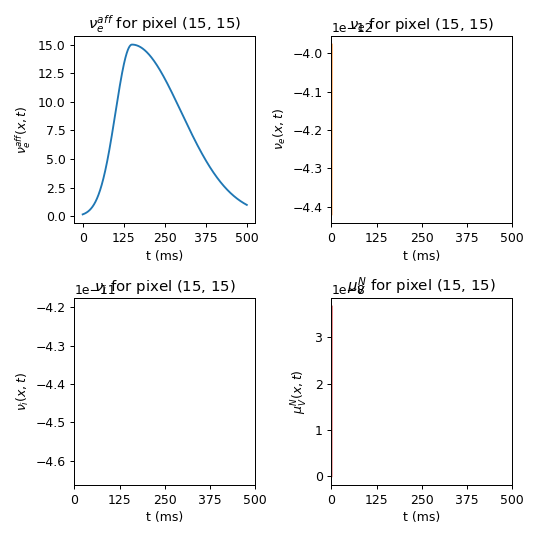 ν_e^{aff} for pixel (15, 15)
ν_e^{aff}(x, t)
15.0
12.5
10.0
7.5
5.0
2.5
0.0
0 125 250 375 500
t (ms)
1e−12
for pixel (15, 15)
ν_e(x, t)
−4.0
−4.1
−4.2
−4.3
−4.4
0 125 250 375 500
t (ms)
1e−11
ν_i for pixel (15, 15)
ν_i(x, t)
−4.2
−4.3
−4.4
−4.5
−4.6
0 125 250 375 500
t (ms)
μ_V^N for pixel (15, 15)
μ_V^N(x, t)
3
2
1
0
0 125 250 375 500
t (ms)